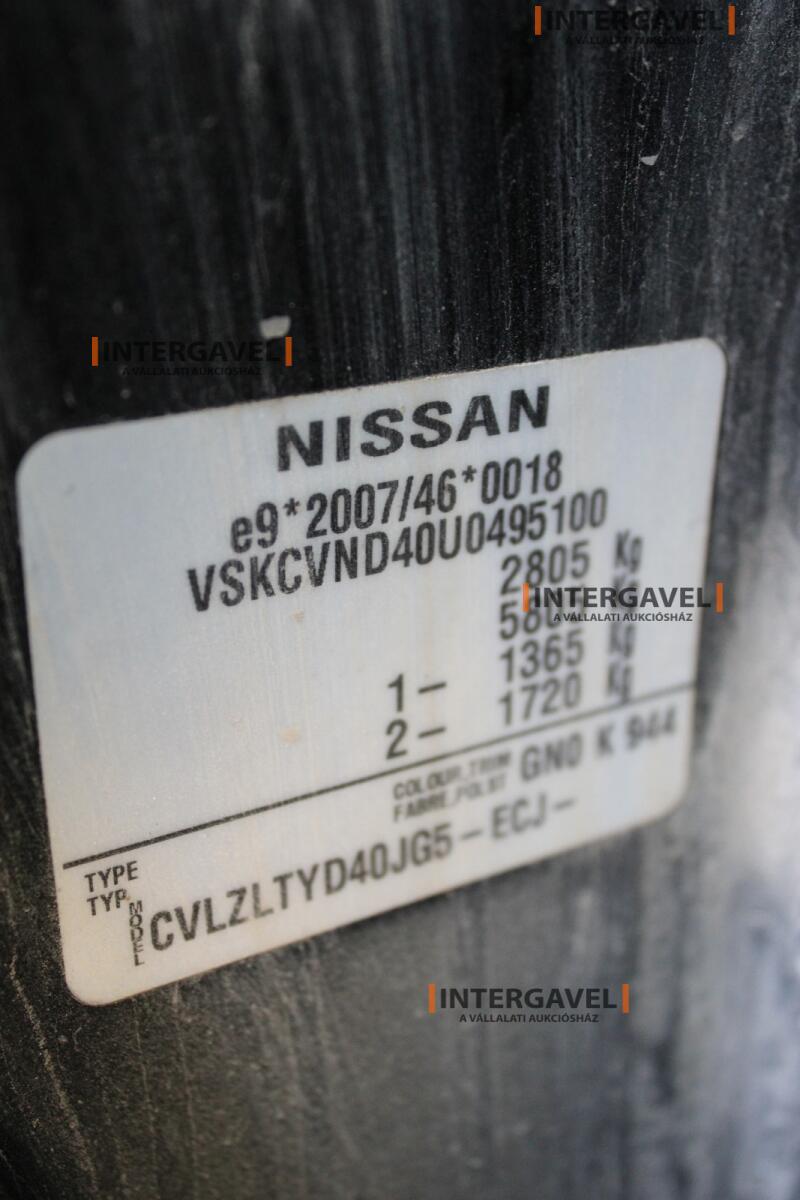 INTERGAVEL
A VÁLLALATI AUKCIÓSHÁZ
INTERGAVEL
A VÁLLALATI AUKCIÓSHÁZ
NISSAN
e9*2007/46*0018
VSKCVND40U0495100
2805 Kg
INTERGAVEL
A VÁLLALATI AUKCIÓSHÁZ
1- 1365 Kg
2- 1720 Kg
COLOUR,TRIM
FARBE,POLST GN0 K 944
TYPE
TYP
MODEL CVLZLTYD40JG5-ECJ-
INTERGAVEL
A VÁLLALATI AUKCIÓSHÁZ